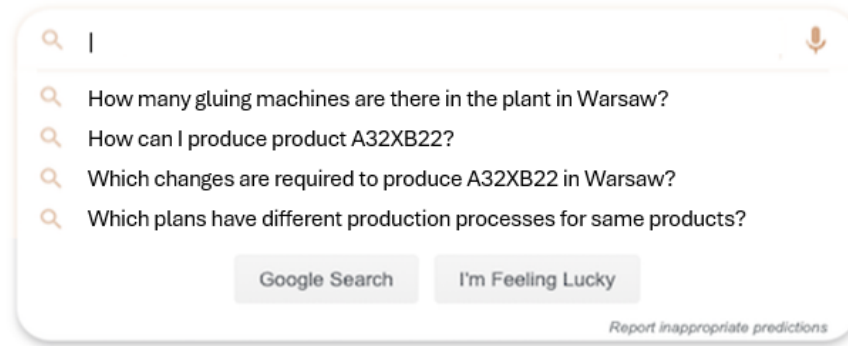 How many gluing machines are there in the plant in Warsaw?
How can I produce product A32XB22?
Which changes are required to produce A32XB22 in Warsaw?
Which plans have different production processes for same products?
Google Search
I'm Feeling Lucky
Report inappropriate predictions